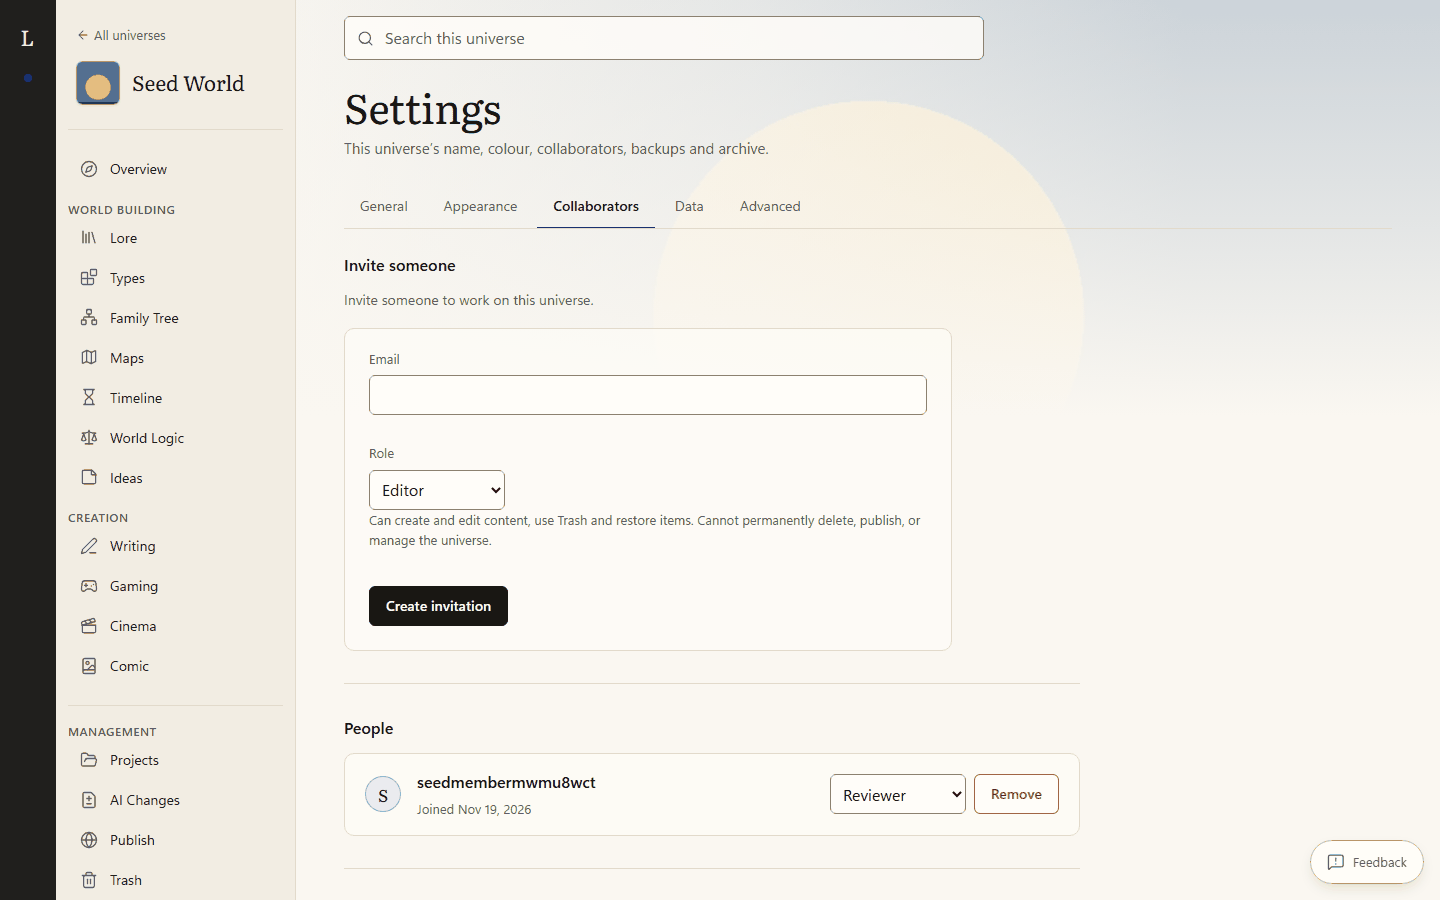 L
All universes
Seed World
Overview
WORLD BUILDING
Lore
Types
Family Tree
Maps
Timeline
World Logic
Ideas
CREATION
Writing
Gaming
Cinema
Comic
MANAGEMENT
Projects
AI Changes
Publish
Trash
Search this universe
Settings
This universe's name, colour, collaborators, backups and archive.
General Appearance Collaborators Data Advanced
Invite someone
Invite someone to work on this universe.
Email
Role
Editor
Can create and edit content, use Trash and restore items. Cannot permanently delete, publish, or
manage the universe.
Create invitation
People
S
seedmembermwmu8wct
Joined Nov 19, 2026
Reviewer
Remove
Feedback